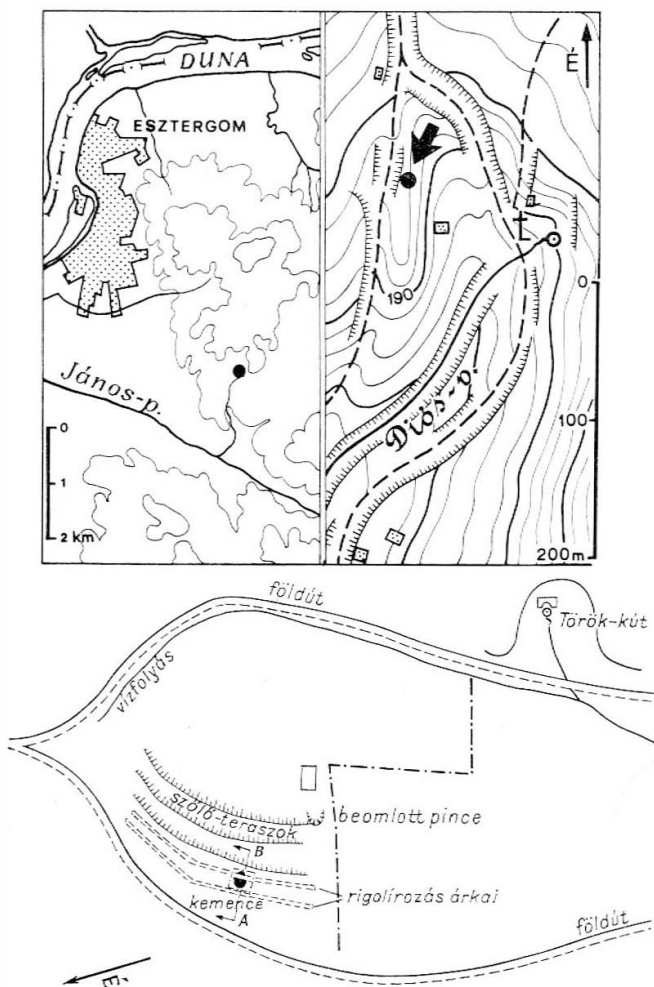 DUNA
ESZTERGOM
János-p.
0
1
2 km
É
190
Diós-p.
0
100
200m
földút
Török-kút
vízfolyás
szőlő-teraszok
beomlott pince
B
kemence
A
rigolírozás árkai
földút
É